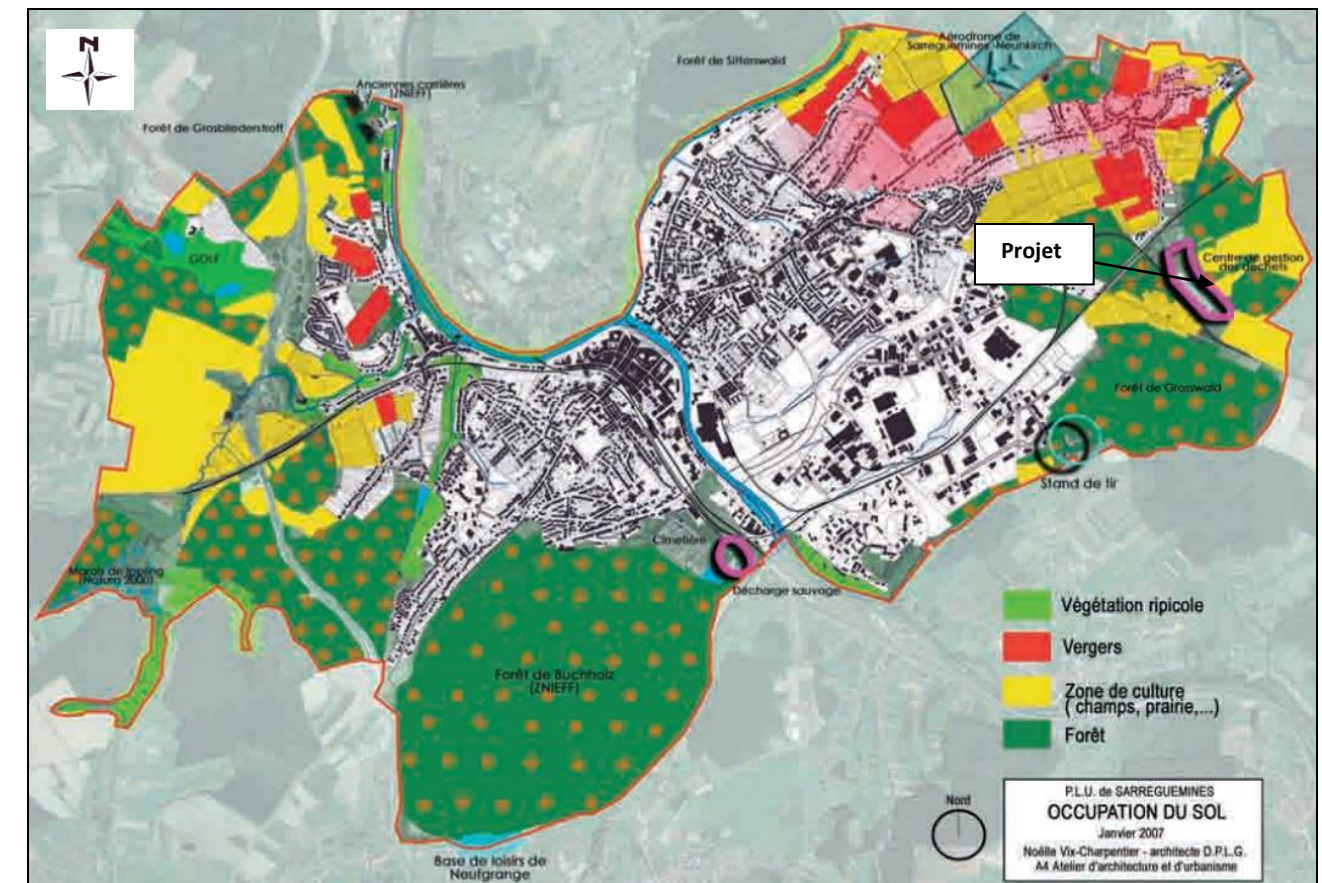 N
Aérodrome de
Sarreguemines -Neunkirch
Forêt de Sitterswald
Anciennes carrières
(ZNIEFF)
Forêt de Grosbliederstroff
GOLF
Projet
Centre de gestion
des déchets
Forêt de Grosswald
Stand de tir
Cimetière
Décharge sauvage
Marais de Ippling
(Natura 2000)
Forêt de Buchholz
(ZNIEFF)
Base de loisirs de
Neufgrange
Végétation ripicole
Vergers
Zone de culture
( champs, prairie,...)
Forêt
Nord
P.L.U. de SARREGUEMINES
OCCUPATION DU SOL
Janvier 2007
Noëlle Vix-Charpentier - architecte D.P.L.G.
A4 Atelier d'architecture et d'urbanisme